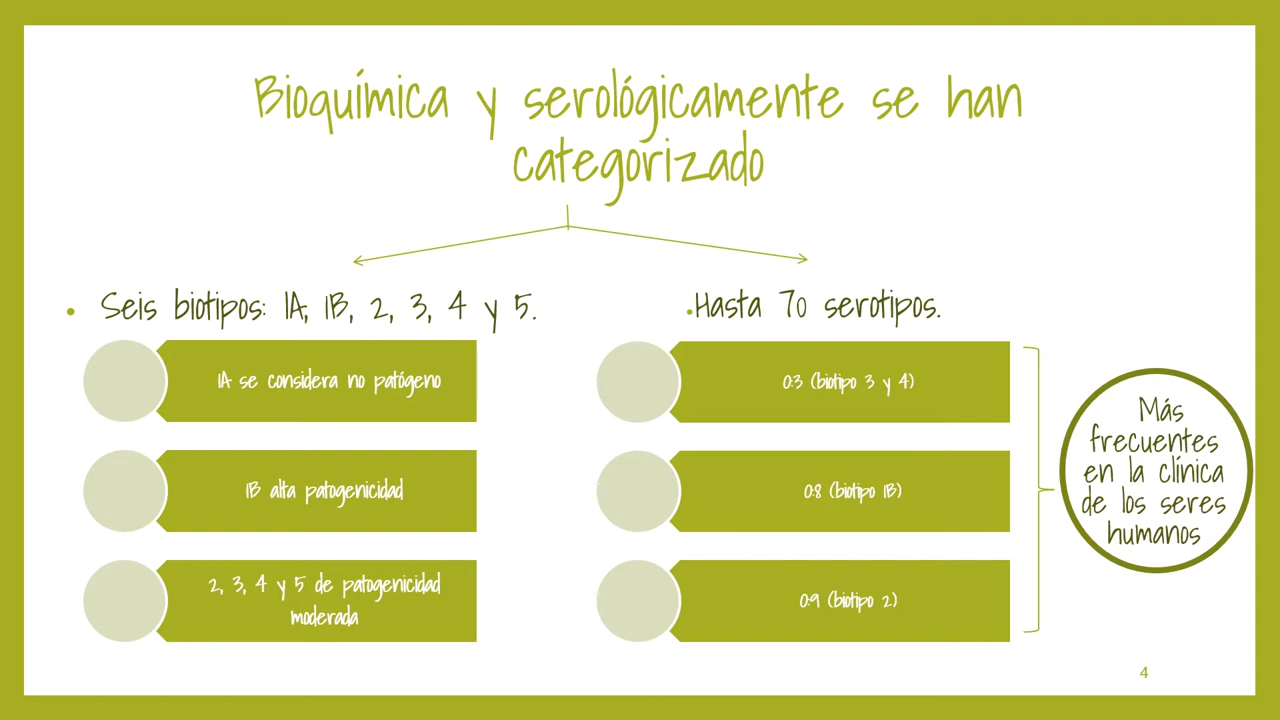 Bioquímica y serológicamente se han
categorizado
• Seis biotipos: 1A, 1B, 2, 3, 4 y 5.
1A se considera no patógeno
1B alta patogenicidad
2, 3, 4 y 5 de patogenicidad
moderada
•Hasta 70 serotipos.
O:3 (biotipo 3 y 4)
O:8 (biotipo 1B)
O:9 (biotipo 2)
Más
frecuentes
en la clínica
de los seres
humanos
4